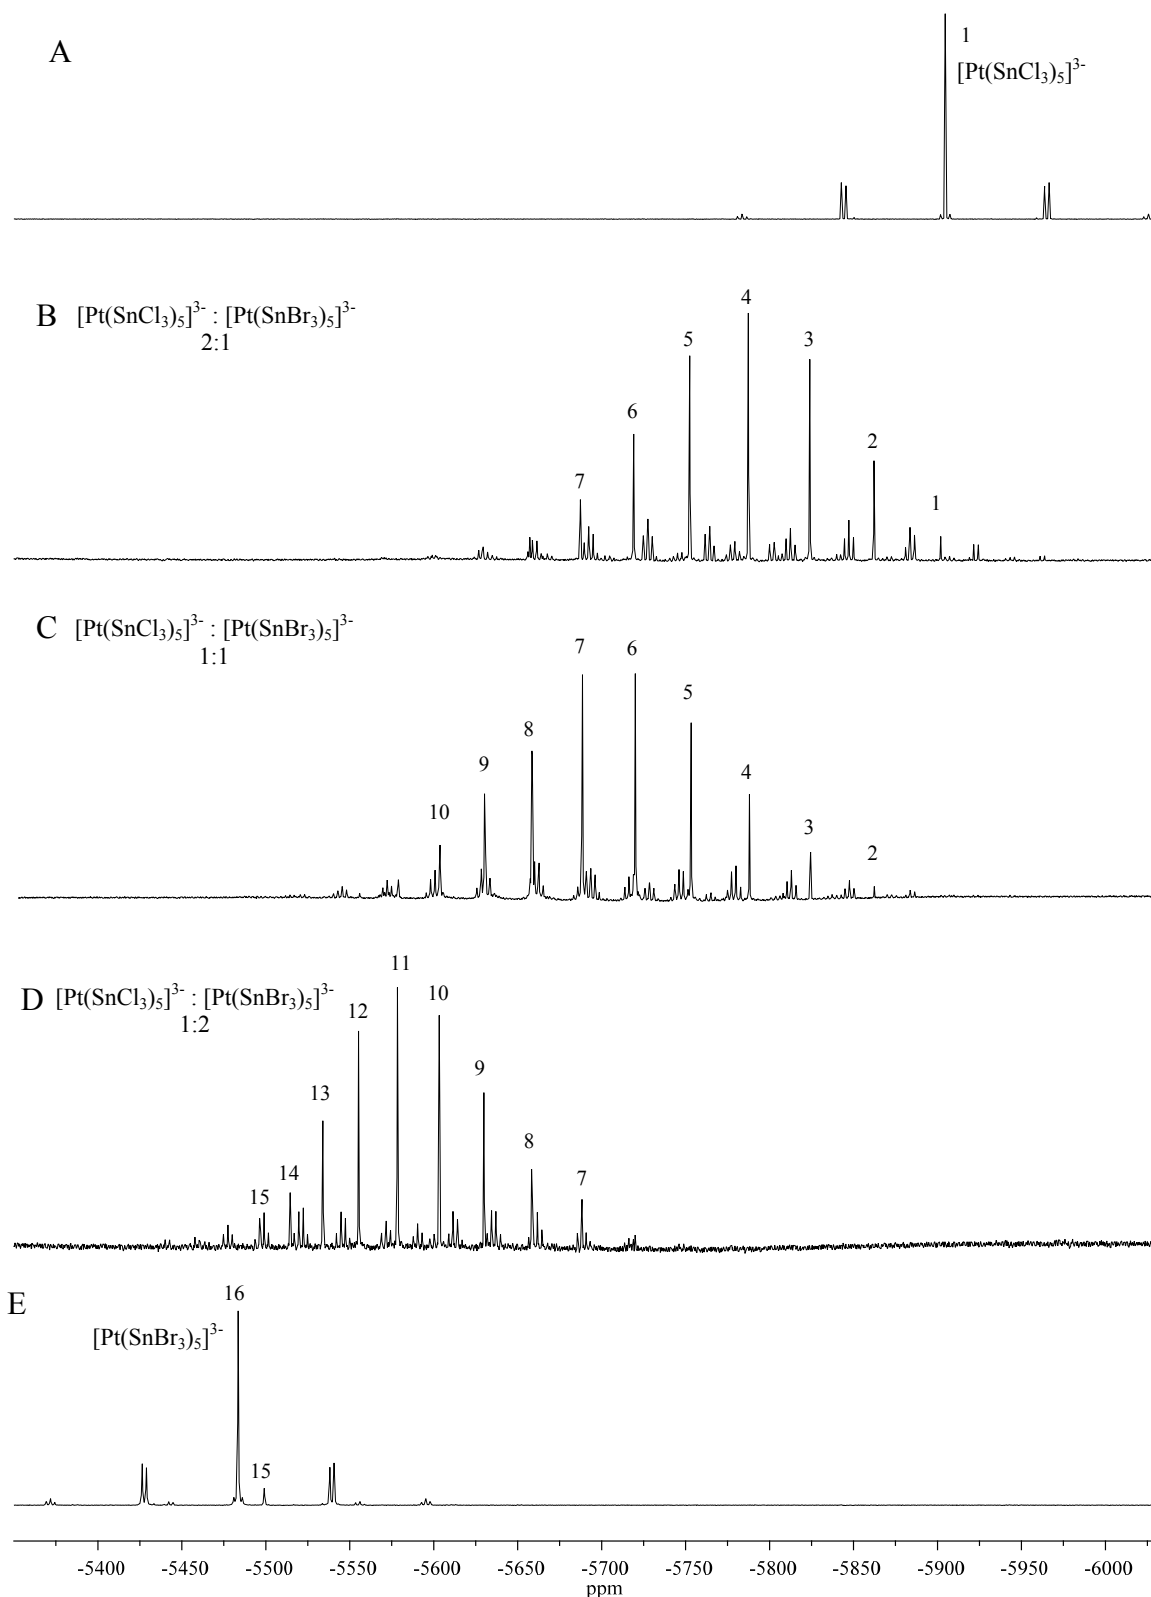 A
1
[Pt(SnCl₃)₅]³⁻
B [Pt(SnCl₃)₅]³⁻ : [Pt(SnBr₃)₅]³⁻
2:1
7 6 5 4 3 2 1
C [Pt(SnCl₃)₅]³⁻ : [Pt(SnBr₃)₅]³⁻
1:1
10 9 8 7 6 5 4 3 2
D [Pt(SnCl₃)₅]³⁻ : [Pt(SnBr₃)₅]³⁻
1:2
15 14 13 12 11 10 9 8 7
E
16
[Pt(SnBr₃)₅]³⁻
15
-5400 -5450 -5500 -5550 -5600 -5650 -5700 -5750 -5800 -5850 -5900 -5950 -6000
ppm